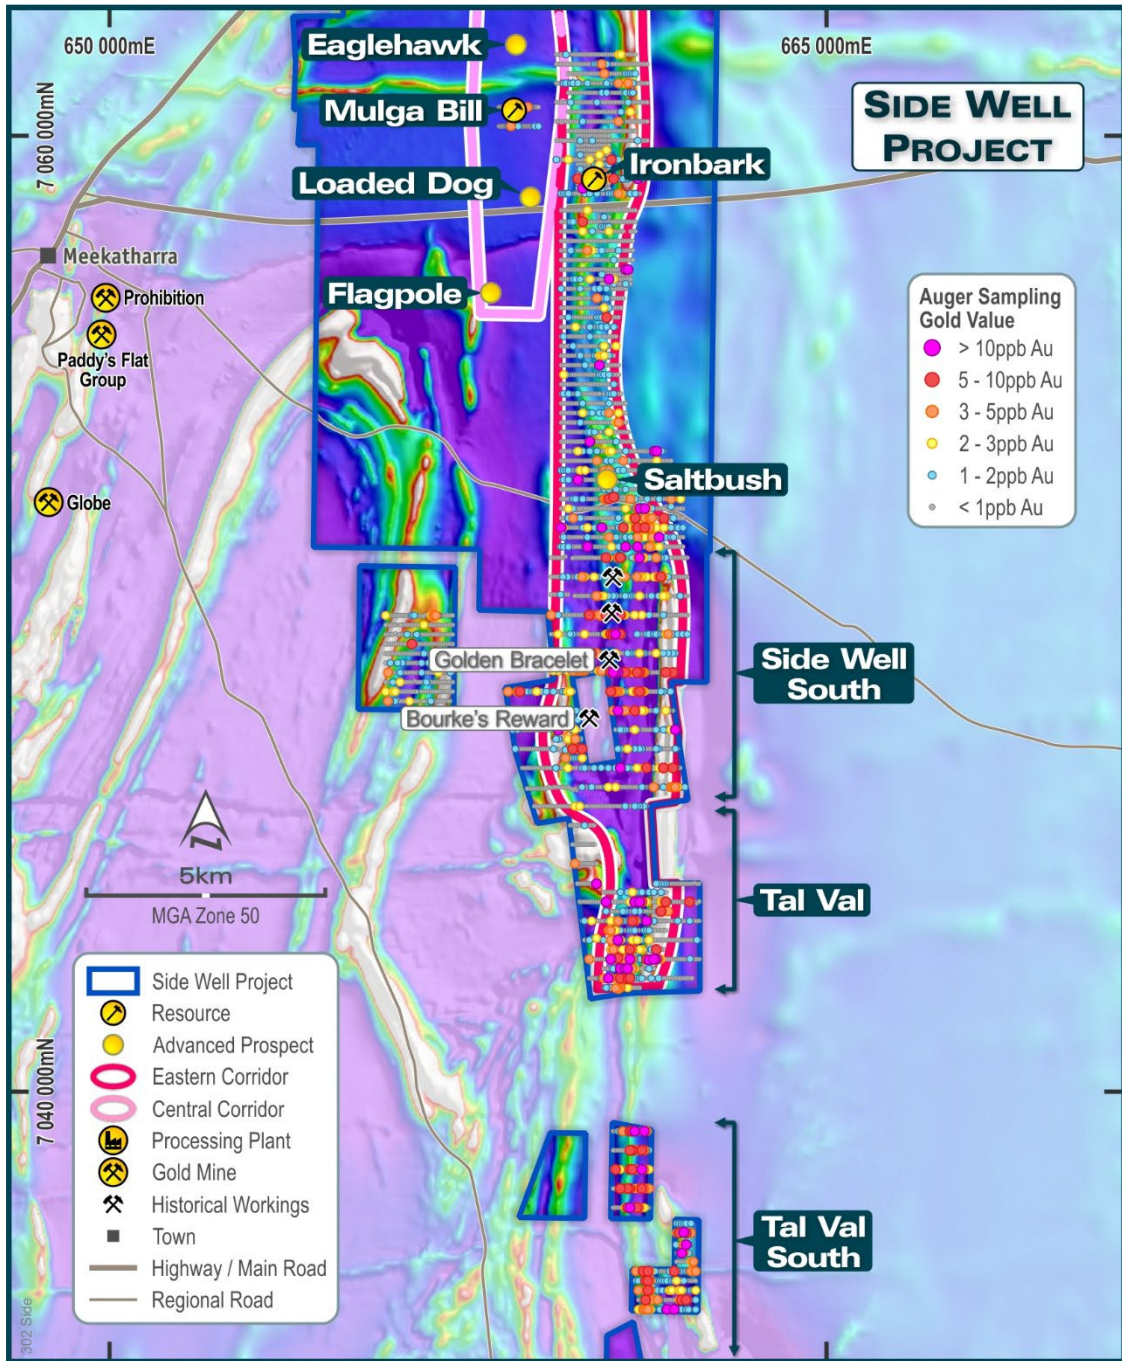 650 000mE
665 000mE
Eaglehawk
SIDE WELL
PROJECT
Mulga Bill
7 060 000mN
Ironbark
Loaded Dog
Meekatharra
Prohibition
Flagpole
Paddy's Flat
Group
Auger Sampling
Gold Value
> 10ppb Au
5 - 10ppb Au
3 - 5ppb Au
2 - 3ppb Au
1 - 2ppb Au
< 1ppb Au
Saltbush
Globe
Golden Bracelet
Side Well
South
Bourke's Reward
N
5km
MGA Zone 50
Tal Val
Side Well Project
Resource
Advanced Prospect
Eastern Corridor
Central Corridor
Processing Plant
Gold Mine
Historical Workings
Town
Highway / Main Road
Regional Road
7 040 000mN
Tal Val
South
302 Side